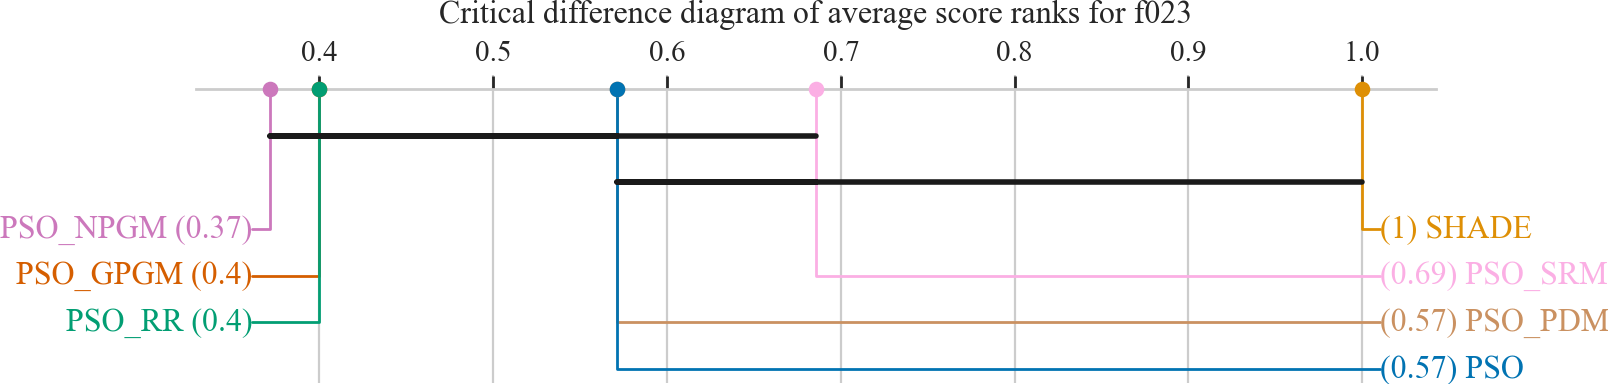 Critical difference diagram of average score ranks for f023
0.4 0.5 0.6 0.7 0.8 0.9 1.0
PSO_NPGM (0.37) (1) SHADE
PSO_GPGM (0.4) (0.69) PSO_SRM
PSO_RR (0.4) (0.57) PSO_PDM
(0.57) PSO